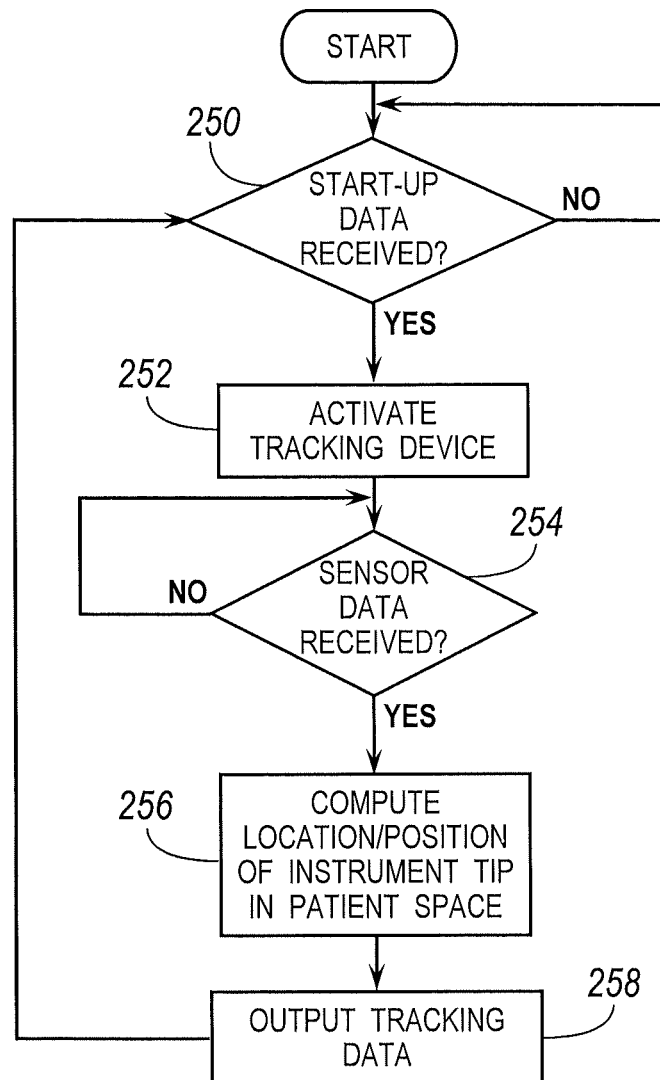 START
250
START-UP
DATA
RECEIVED?
NO
YES
252
ACTIVATE
TRACKING DEVICE
254
SENSOR
DATA
RECEIVED?
NO
YES
256
COMPUTE
LOCATION/POSITION
OF INSTRUMENT TIP
IN PATIENT SPACE
258
OUTPUT TRACKING
DATA